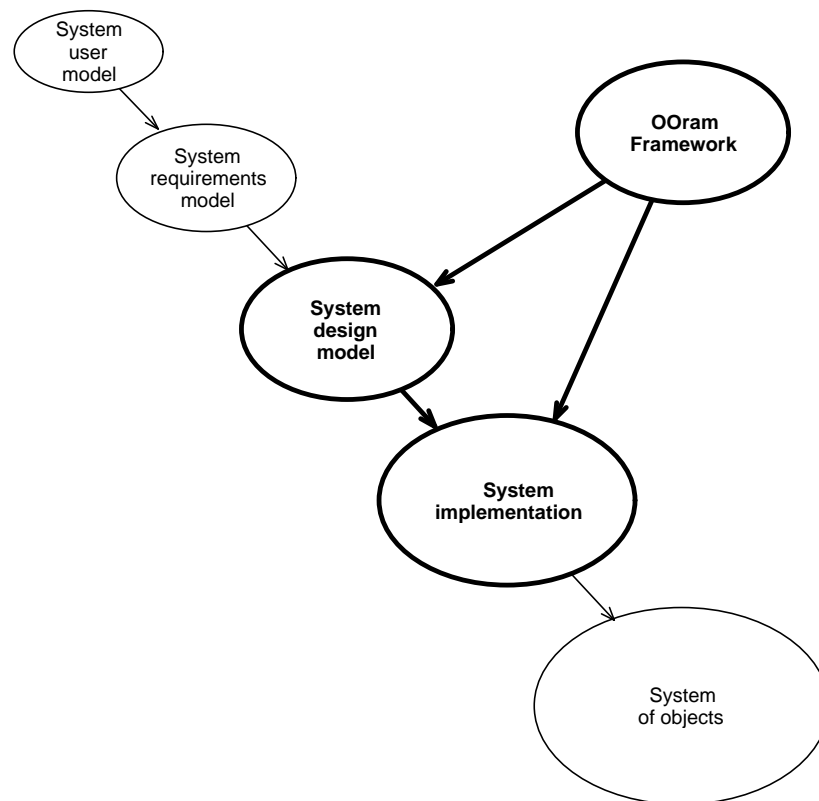 System
user
model
OOram
Framework
System
requirements
model
System
design
model
System
implementation
System
of objects